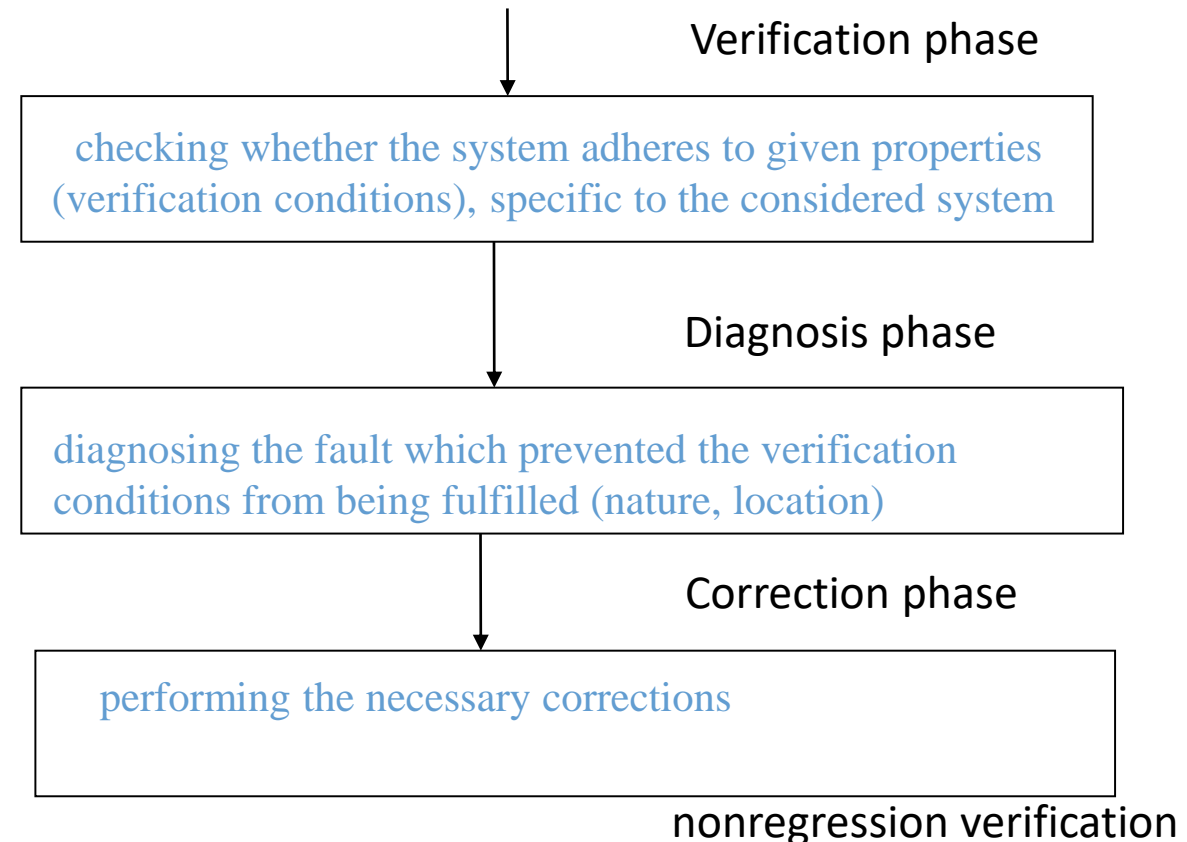 Verification phase
checking whether the system adheres to given properties
(verification conditions), specific to the considered system
Diagnosis phase
diagnosing the fault which prevented the verification
conditions from being fulfilled (nature, location)
Correction phase
performing the necessary corrections
nonregression verification